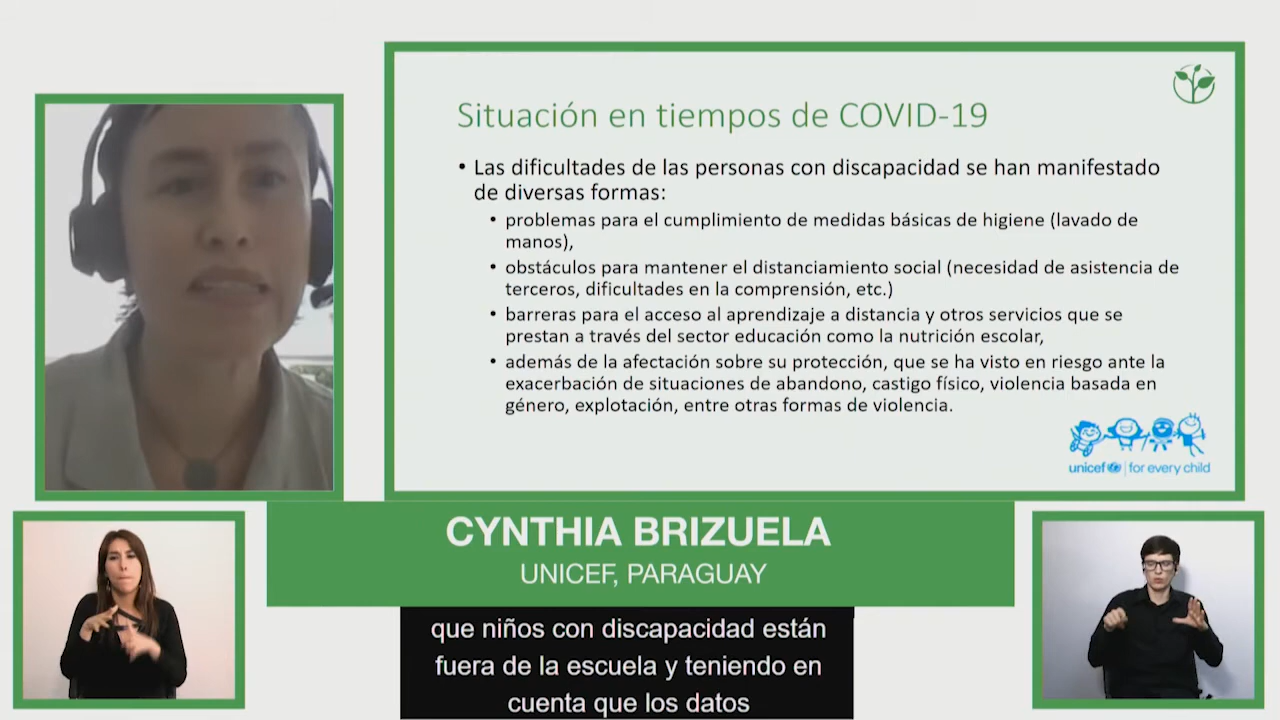 Situación en tiempos de COVID-19
• Las dificultades de las personas con discapacidad se han manifestado
de diversas formas:
• problemas para el cumplimiento de medidas básicas de higiene (lavado de
manos),
• obstáculos para mantener el distanciamiento social (necesidad de asistencia de
terceros, dificultades en la comprensión, etc.)
• barreras para el acceso al aprendizaje a distancia y otros servicios que se
prestan a través del sector educación como la nutrición escolar,
• además de la afectación sobre su protección, que se ha visto en riesgo ante la
exacerbación de situaciones de abandono, castigo físico, violencia basada en
género, explotación, entre otras formas de violencia.
unicef | for every child
CYNTHIA BRIZUELA
UNICEF, PARAGUAY
que niños con discapacidad están
fuera de la escuela y teniendo en
cuenta que los datos